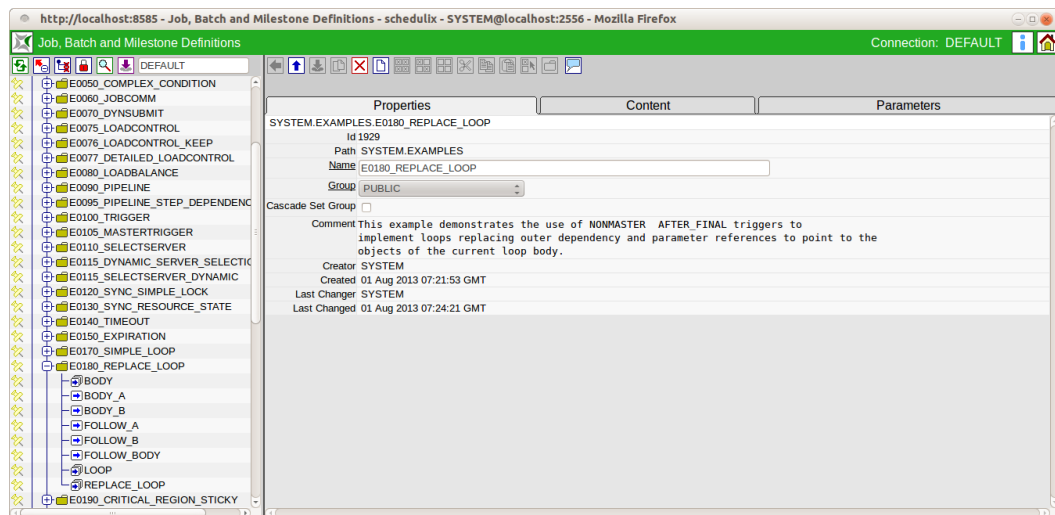 http://localhost:8585 - Job, Batch and Milestone Definitions - schedulix - SYSTEM@localhost:2556 - Mozilla Firefox
Job, Batch and Milestone Definitions
Connection: DEFAULT
DEFAULT
E0050_COMPLEX_CONDITION
E0060_JOBCOMM
E0070_DYNSUBMIT
E0075_LOADCONTROL
E0076_LOADCONTROL_KEEP
E0077_DETAILED_LOADCONTROL
E0080_LOADBALANCE
E0090_PIPELINE
E0095_PIPELINE_STEP_DEPENDENC
E0100_TRIGGER
E0105_MASTERTRIGGER
E0110_SELECTSERVER
E0115_DYNAMIC_SERVER_SELECTIO
E0115_SELECTSERVER_DYNAMIC
E0120_SYNC_SIMPLE_LOCK
E0130_SYNC_RESOURCE_STATE
E0140_TIMEOUT
E0150_EXPIRATION
E0170_SIMPLE_LOOP
E0180_REPLACE_LOOP
BODY
BODY_A
BODY_B
FOLLOW_A
FOLLOW_B
FOLLOW_BODY
LOOP
REPLACE_LOOP
E0190_CRITICAL_REGION_STICKY
Properties
Content
Parameters
SYSTEM.EXAMPLES.E0180_REPLACE_LOOP
Id 1929
Path SYSTEM.EXAMPLES
Name E0180_REPLACE_LOOP
Group PUBLIC
Cascade Set Group
Comment This example demonstrates the use of NONMASTER  AFTER_FINAL triggers to
implement loops replacing outer dependency and parameter references to point to the
objects of the current loop body.
Creator SYSTEM
Created 01 Aug 2013 07:21:53 GMT
Last Changer SYSTEM
Last Changed 01 Aug 2013 07:24:21 GMT